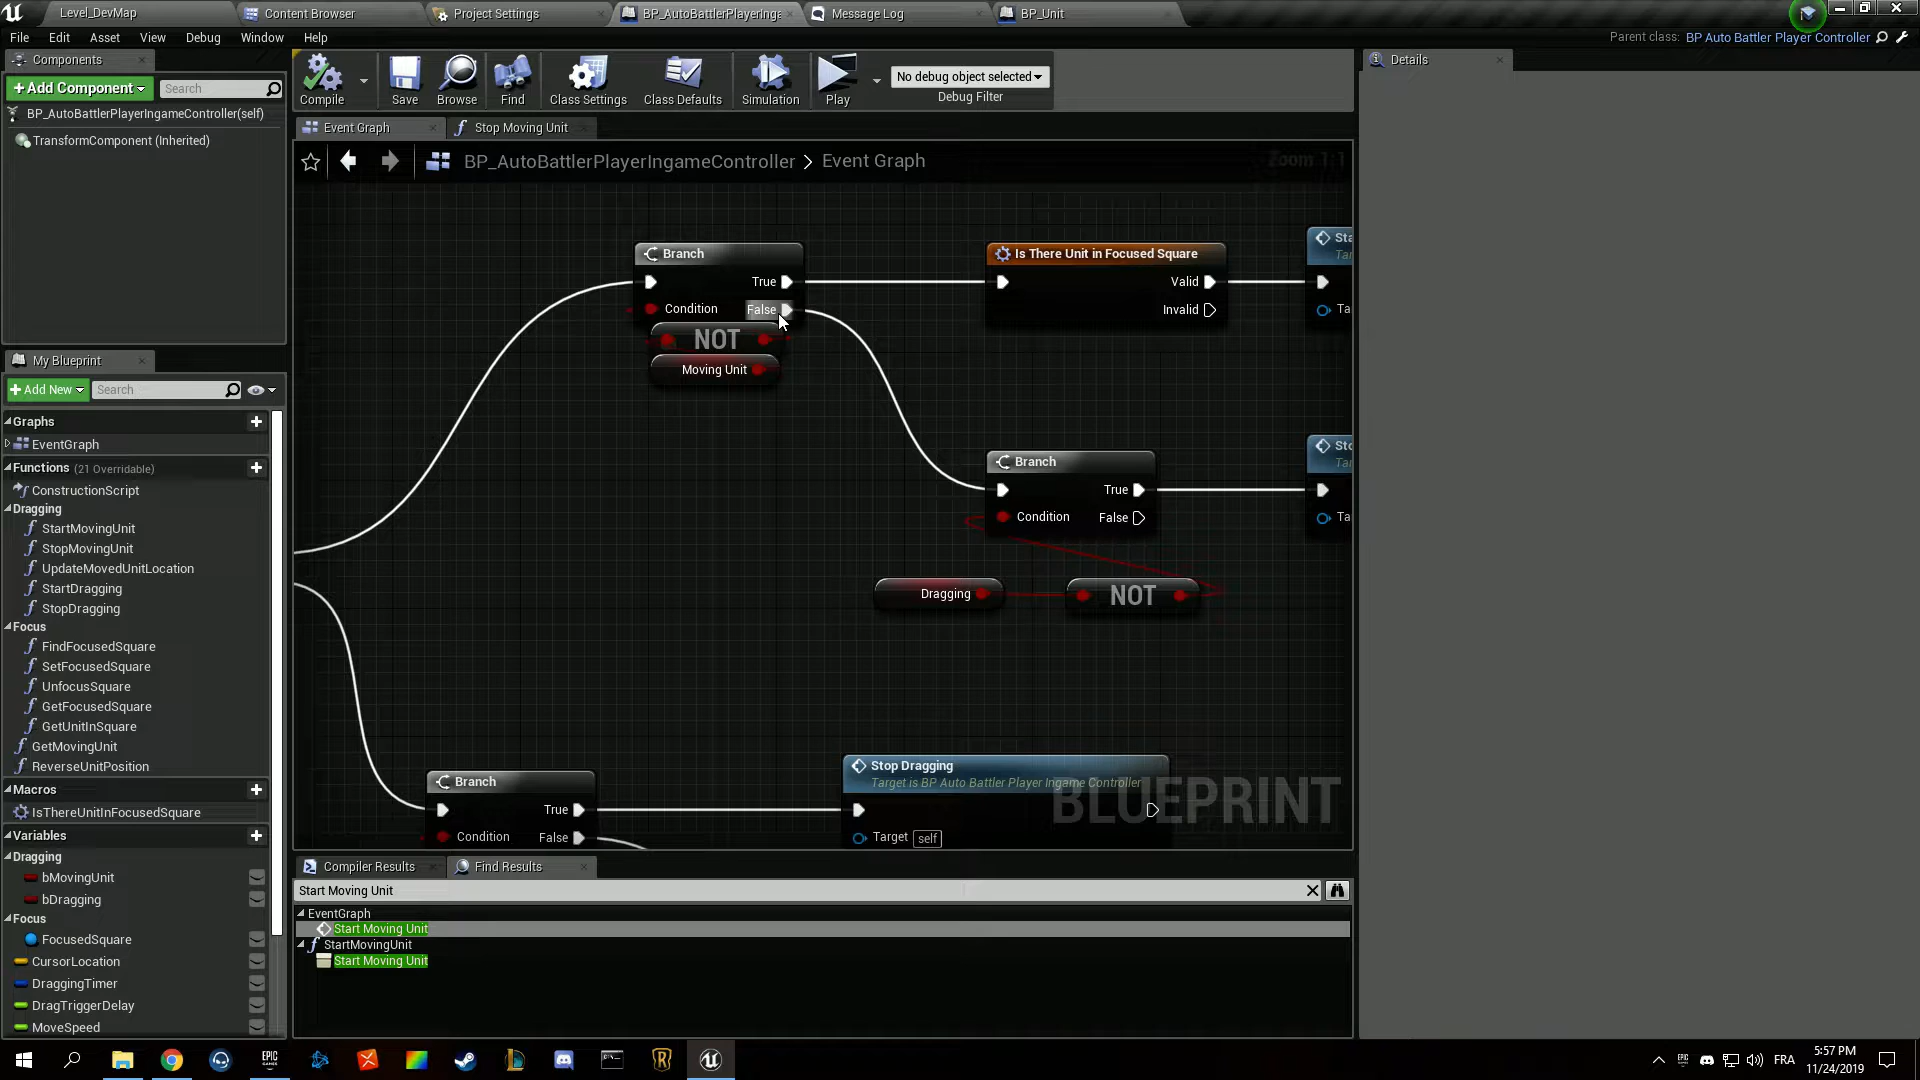 Level_DevMap
Content Browser
Project Settings
BP_AutoBattlerPlayerInga
Message Log
BP_Unit
File Edit Asset View Debug Window Help
Parent class: BP Auto Battler Player Controller
Components
+Add Component
Search
BP_AutoBattlerPlayerIngameController(self)
TransformComponent (Inherited)
Compile
Save
Browse
Find
Class Settings
Class Defaults
Simulation
Play
No debug object selected
Debug Filter
Details
Event Graph
Stop Moving Unit
BP_AutoBattlerPlayerIngameController > Event Graph
Zoom 1:1
Branch
True
Condition
False
NOT
Moving Unit
Is There Unit in Focused Square
Valid
Invalid
Sta
Tar
Ta
Branch
True
Condition
False
Sto
Tar
Ta
Dragging
NOT
Branch
True
Condition
False
Stop Dragging
Target is BP Auto Battler Player Ingame Controller
Target
self
BLUEPRINT
My Blueprint
+Add New
Search
Graphs
EventGraph
Functions (21 Overridable)
ConstructionScript
Dragging
StartMovingUnit
StopMovingUnit
UpdateMovedUnitLocation
StartDragging
StopDragging
Focus
FindFocusedSquare
SetFocusedSquare
UnfocusSquare
GetFocusedSquare
GetUnitInSquare
GetMovingUnit
ReverseUnitPosition
Macros
IsThereUnitInFocusedSquare
Variables
Dragging
bMovingUnit
bDragging
Focus
FocusedSquare
CursorLocation
DraggingTimer
DragTriggerDelay
MoveSpeed
Compiler Results
Find Results
Start Moving Unit
EventGraph
Start Moving Unit
StartMovingUnit
Start Moving Unit
EPIC
GAMES
FRA
5:57 PM
11/24/2019